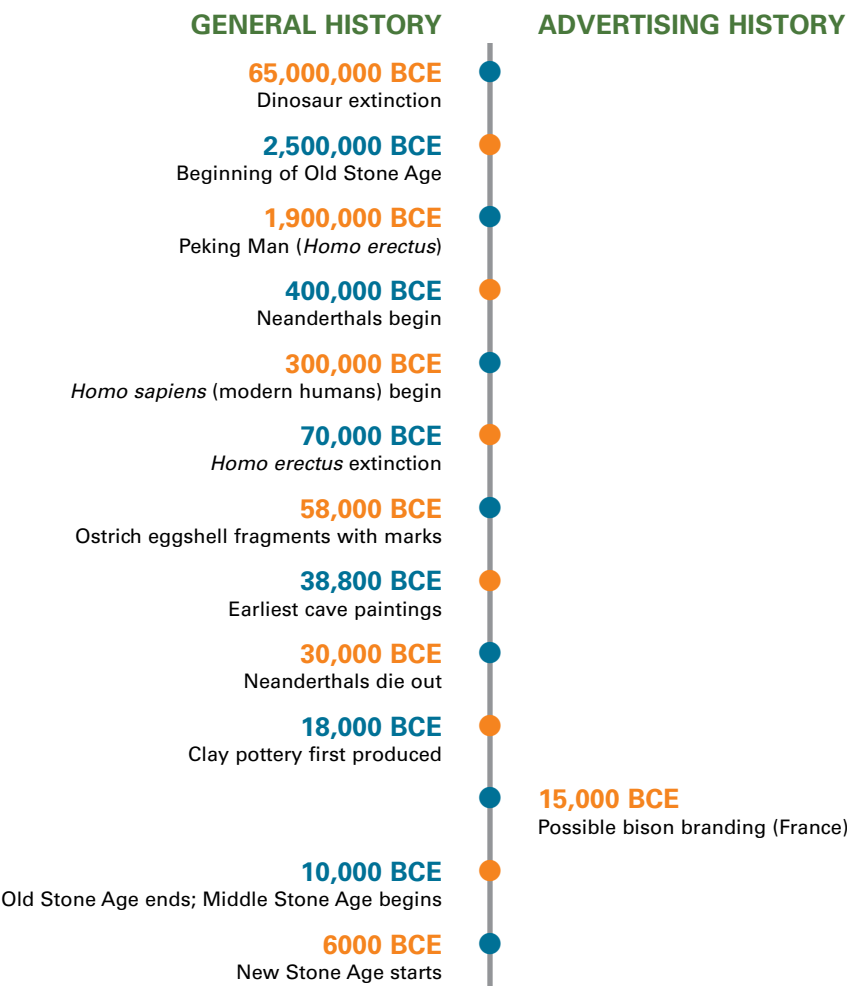 GENERAL HISTORY
ADVERTISING HISTORY
65,000,000 BCE
Dinosaur extinction
2,500,000 BCE
Beginning of Old Stone Age
1,900,000 BCE
Peking Man (Homo erectus)
400,000 BCE
Neanderthals begin
300,000 BCE
Homo sapiens (modern humans) begin
70,000 BCE
Homo erectus extinction
58,000 BCE
Ostrich eggshell fragments with marks
38,800 BCE
Earliest cave paintings
30,000 BCE
Neanderthals die out
18,000 BCE
Clay pottery first produced
15,000 BCE
Possible bison branding (France)
10,000 BCE
Old Stone Age ends; Middle Stone Age begins
6000 BCE
New Stone Age starts